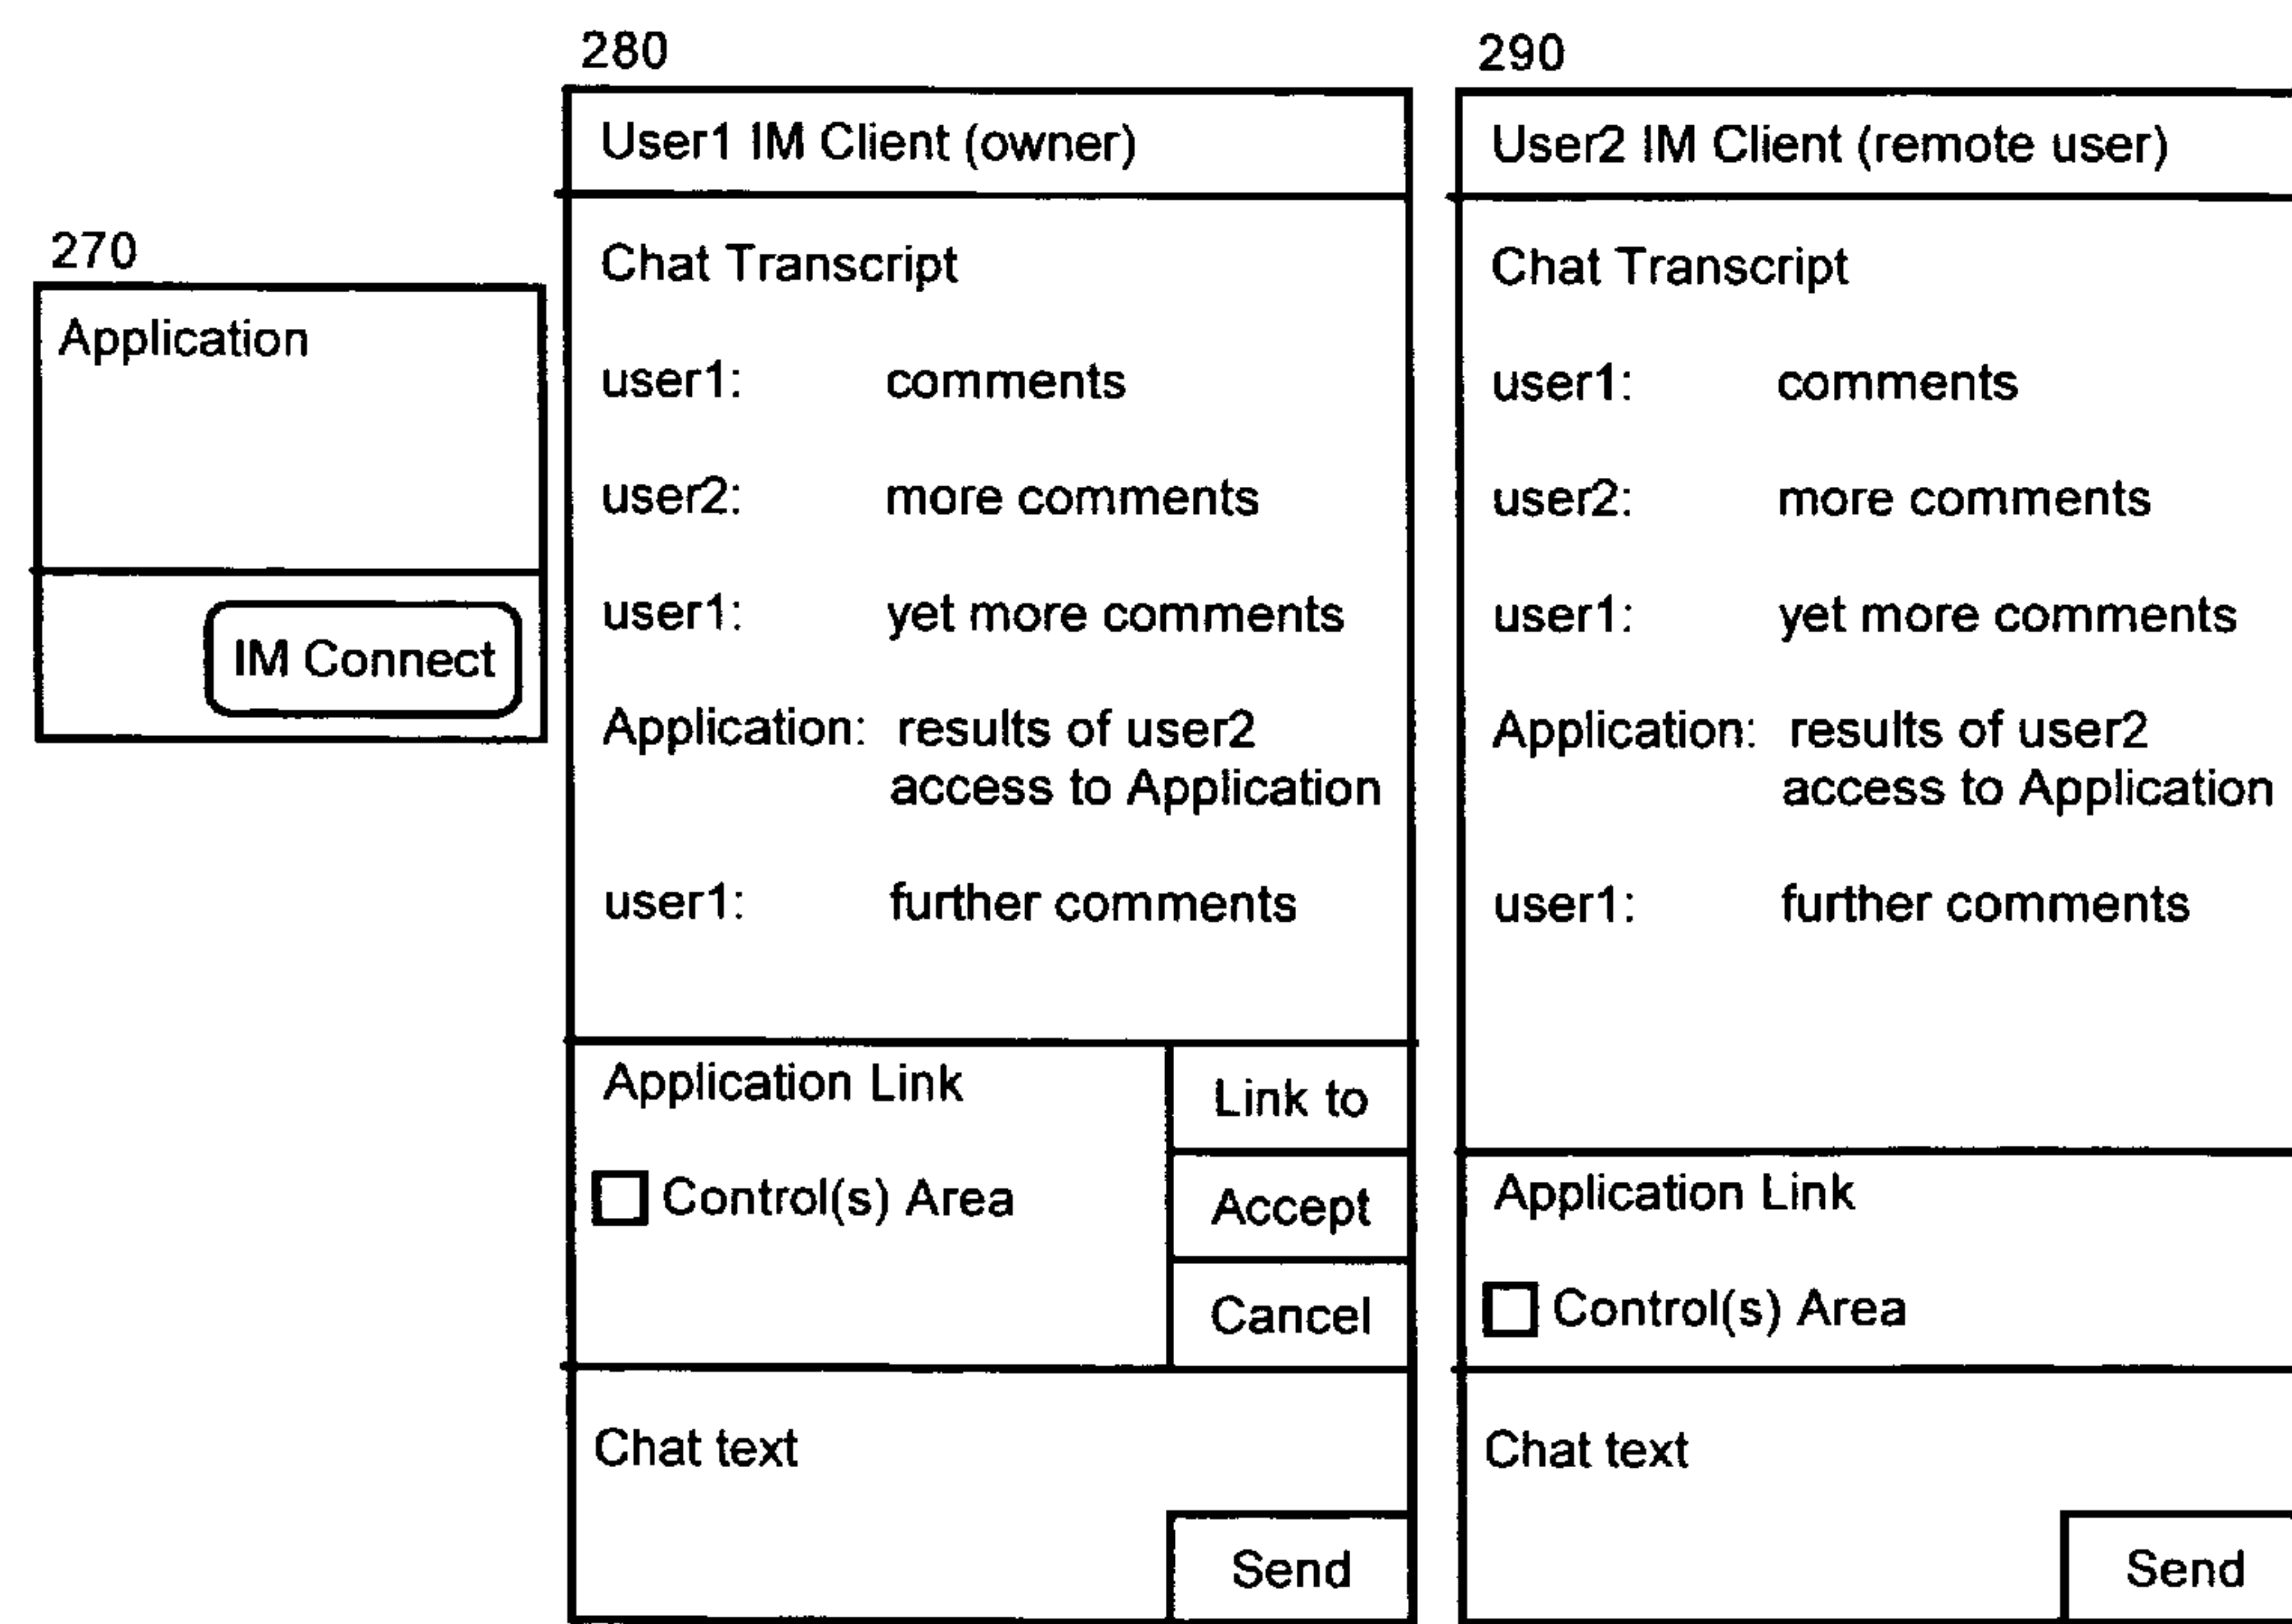 270
Application
IM Connect
280
User1 IM Client (owner)
Chat Transcript
user1: comments
user2: more comments
user1: yet more comments
Application: results of user2
access to Application
user1: further comments
Application Link
Control(s) Area
Link to
Accept
Cancel
Chat text
Send
290
User2 IM Client (remote user)
Chat Transcript
user1: comments
user2: more comments
user1: yet more comments
Application: results of user2
access to Application
user1: further comments
Application Link
Control(s) Area
Chat text
Send